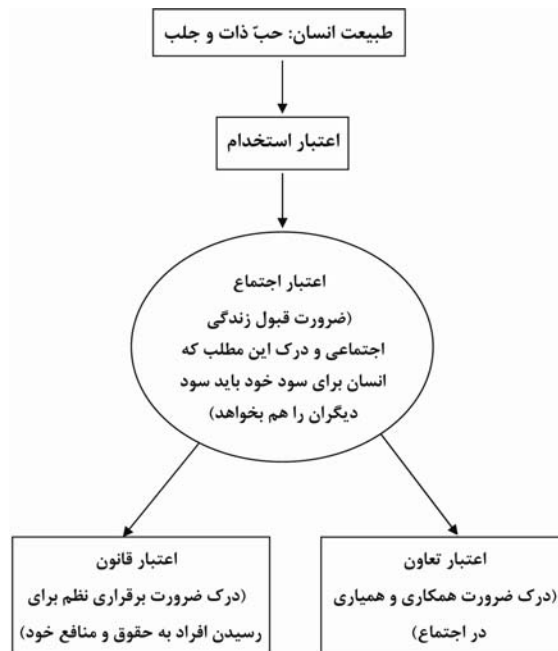 طبیعت انسان: حبّ ذات و جلب
اعتبار استخدام
اعتبار اجتماع
(ضرورت قبول زندگی
اجتماعی و درک این مطلب که
انسان برای سود خود باید سود
دیگران را هم بخواهد)
اعتبار تعاون
(درک ضرورت همکاری و همیاری
در اجتماع)
اعتبار قانون
(درک ضرورت برقراری نظم برای
رسیدن افراد به حقوق و منافع خود)